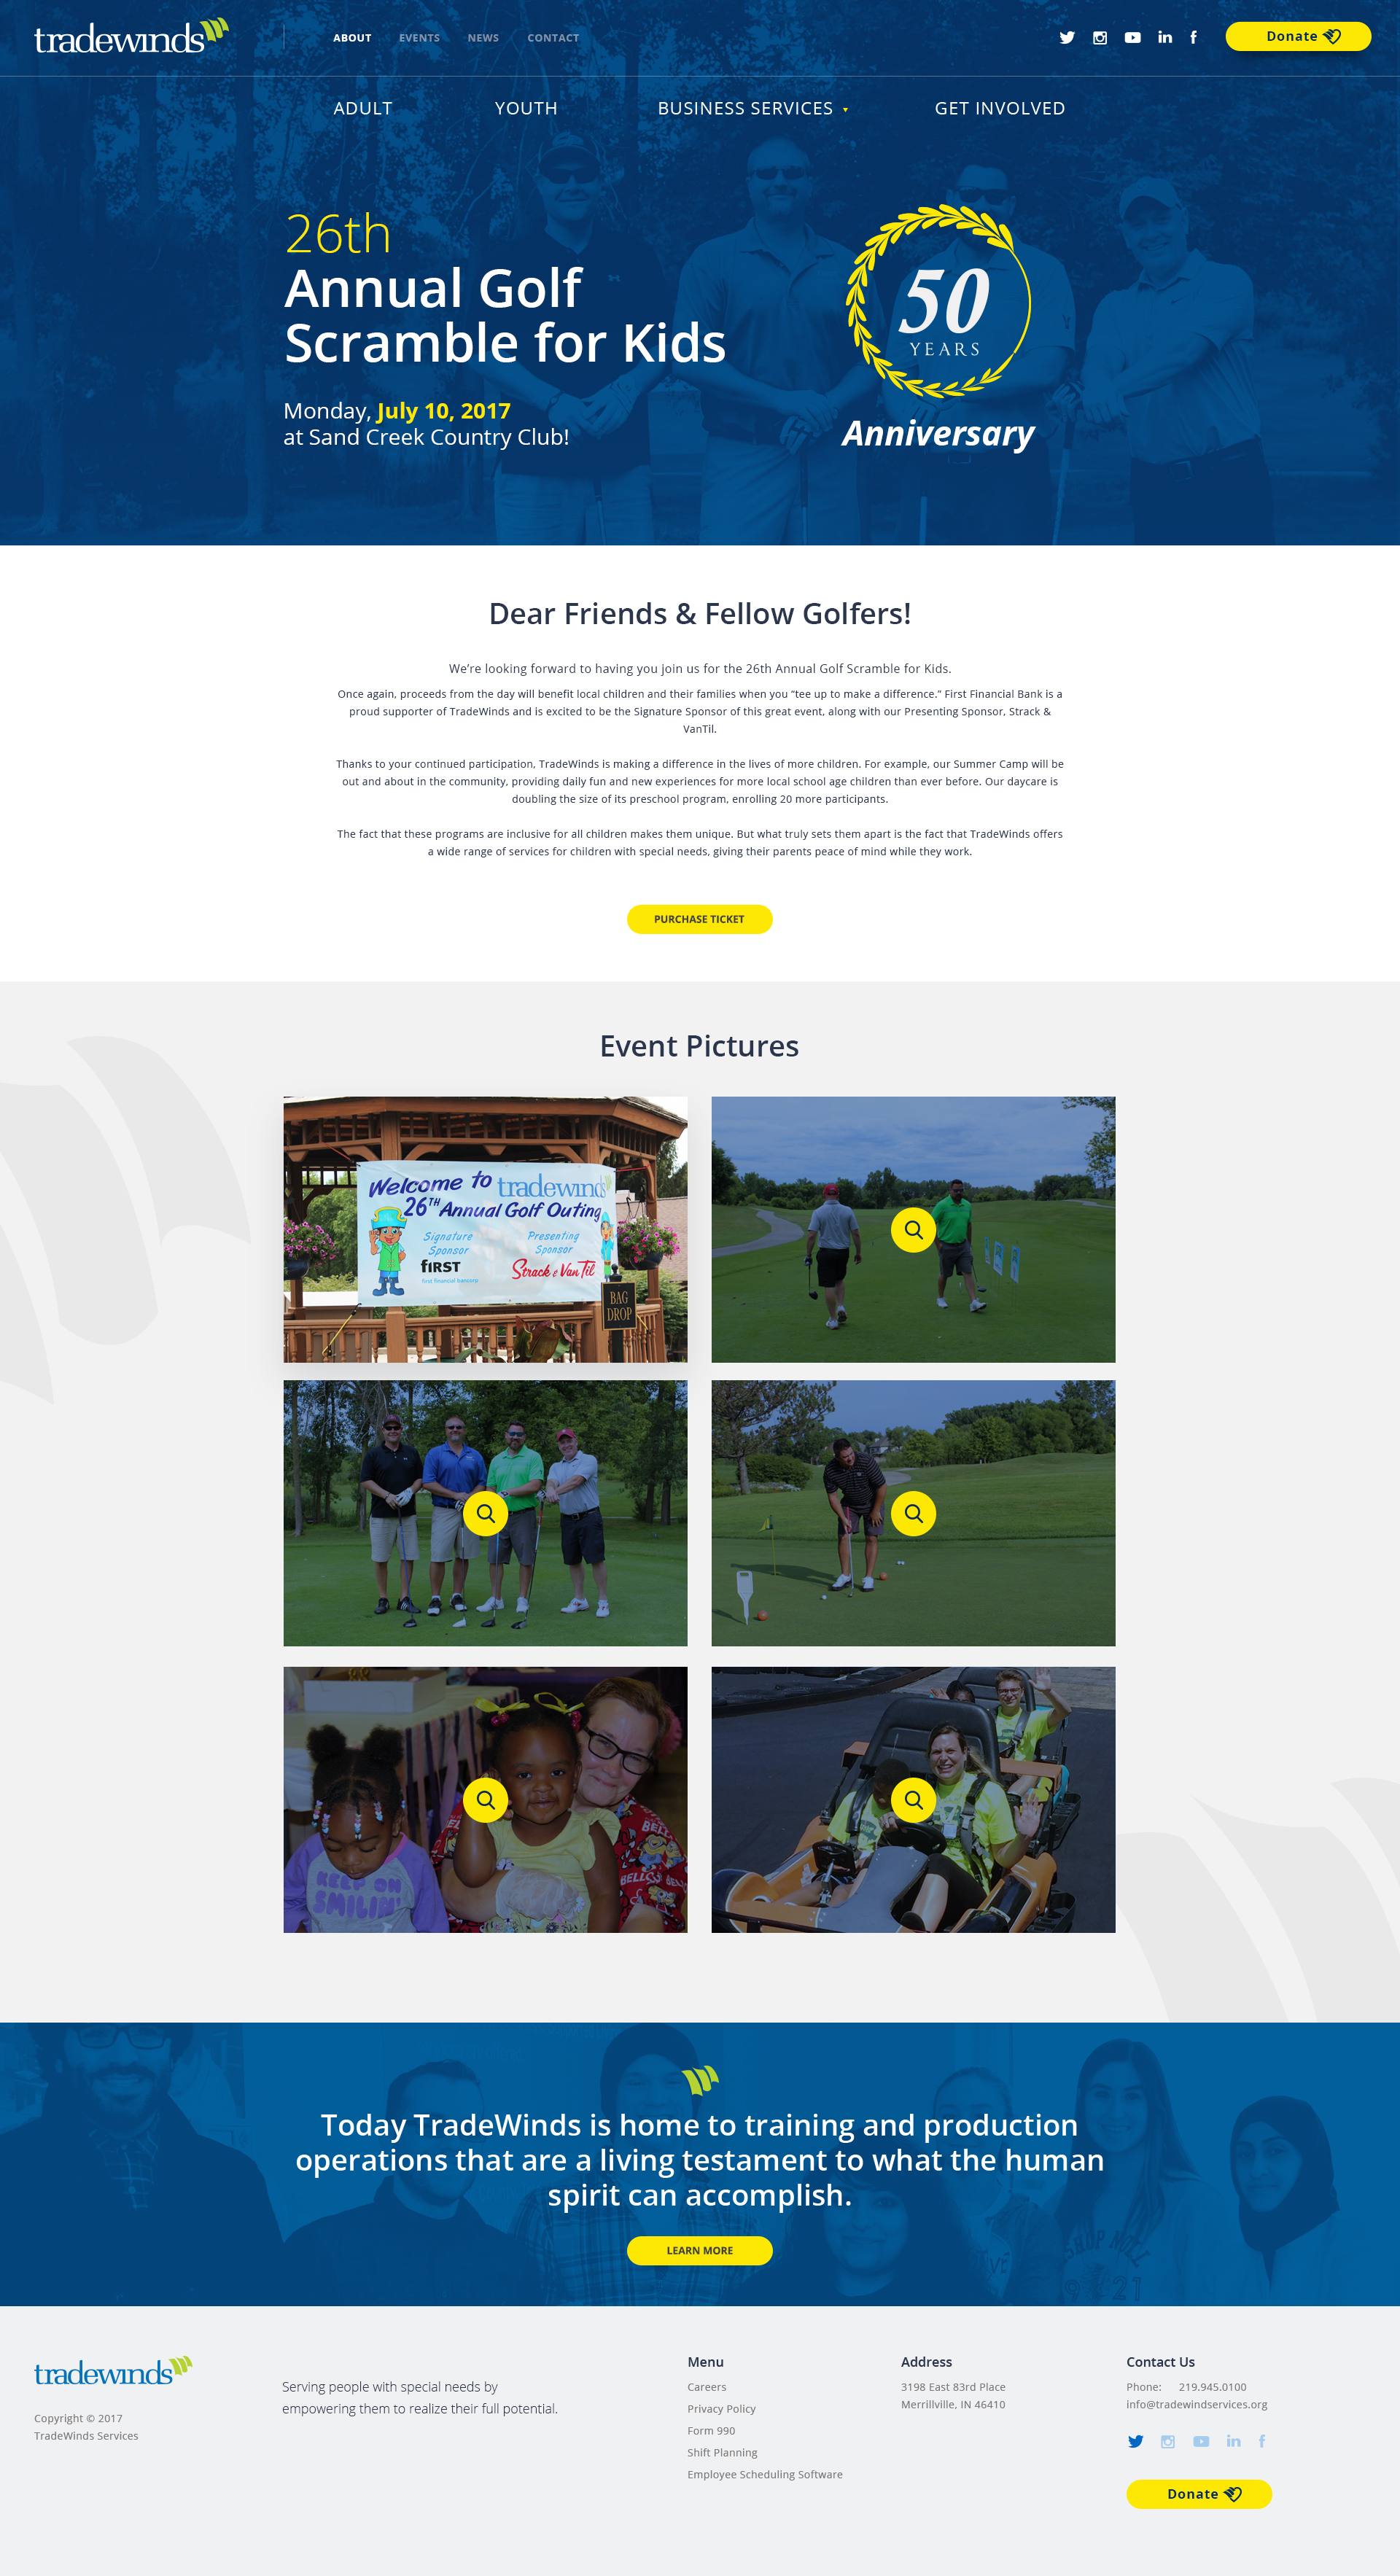 tradewinds
ABOUT EVENTS NEWS CONTACT
Donate
ADULT YOUTH BUSINESS SERVICES GET INVOLVED
26th
Annual Golf
Scramble for Kids
Monday, July 10, 2017
at Sand Creek Country Club!
50
YEARS
Anniversary
Dear Friends & Fellow Golfers!
We’re looking forward to having you join us for the 26th Annual Golf Scramble for Kids.
Once again, proceeds from the day will benefit local children and their families when you “tee up to make a difference.” First Financial Bank is a
proud supporter of TradeWinds and is excited to be the Signature Sponsor of this great event, along with our Presenting Sponsor, Strack &
VanTil.
Thanks to your continued participation, TradeWinds is making a difference in the lives of more children. For example, our Summer Camp will be
out and about in the community, providing daily fun and new experiences for more local school age children than ever before. Our daycare is
doubling the size of its preschool program, enrolling 20 more participants.
The fact that these programs are inclusive for all children makes them unique. But what truly sets them apart is the fact that TradeWinds offers
a wide range of services for children with special needs, giving their parents peace of mind while they work.
PURCHASE TICKET
Event Pictures
Welcome to tradewinds
26TH Annual Golf Outing
Signature
Sponsor
Presenting
Sponsor
first
first financial bancorp
Strack & Van Til
BAG
DROP
KEEP ON
SMILIN'
Today TradeWinds is home to training and production
operations that are a living testament to what the human
spirit can accomplish.
LEARN MORE
tradewinds
Copyright © 2017
TradeWinds Services
Serving people with special needs by
empowering them to realize their full potential.
Menu
Careers
Privacy Policy
Form 990
Shift Planning
Employee Scheduling Software
Address
3198 East 83rd Place
Merrillville, IN 46410
Contact Us
Phone: 219.945.0100
info@tradewindservices.org
Donate